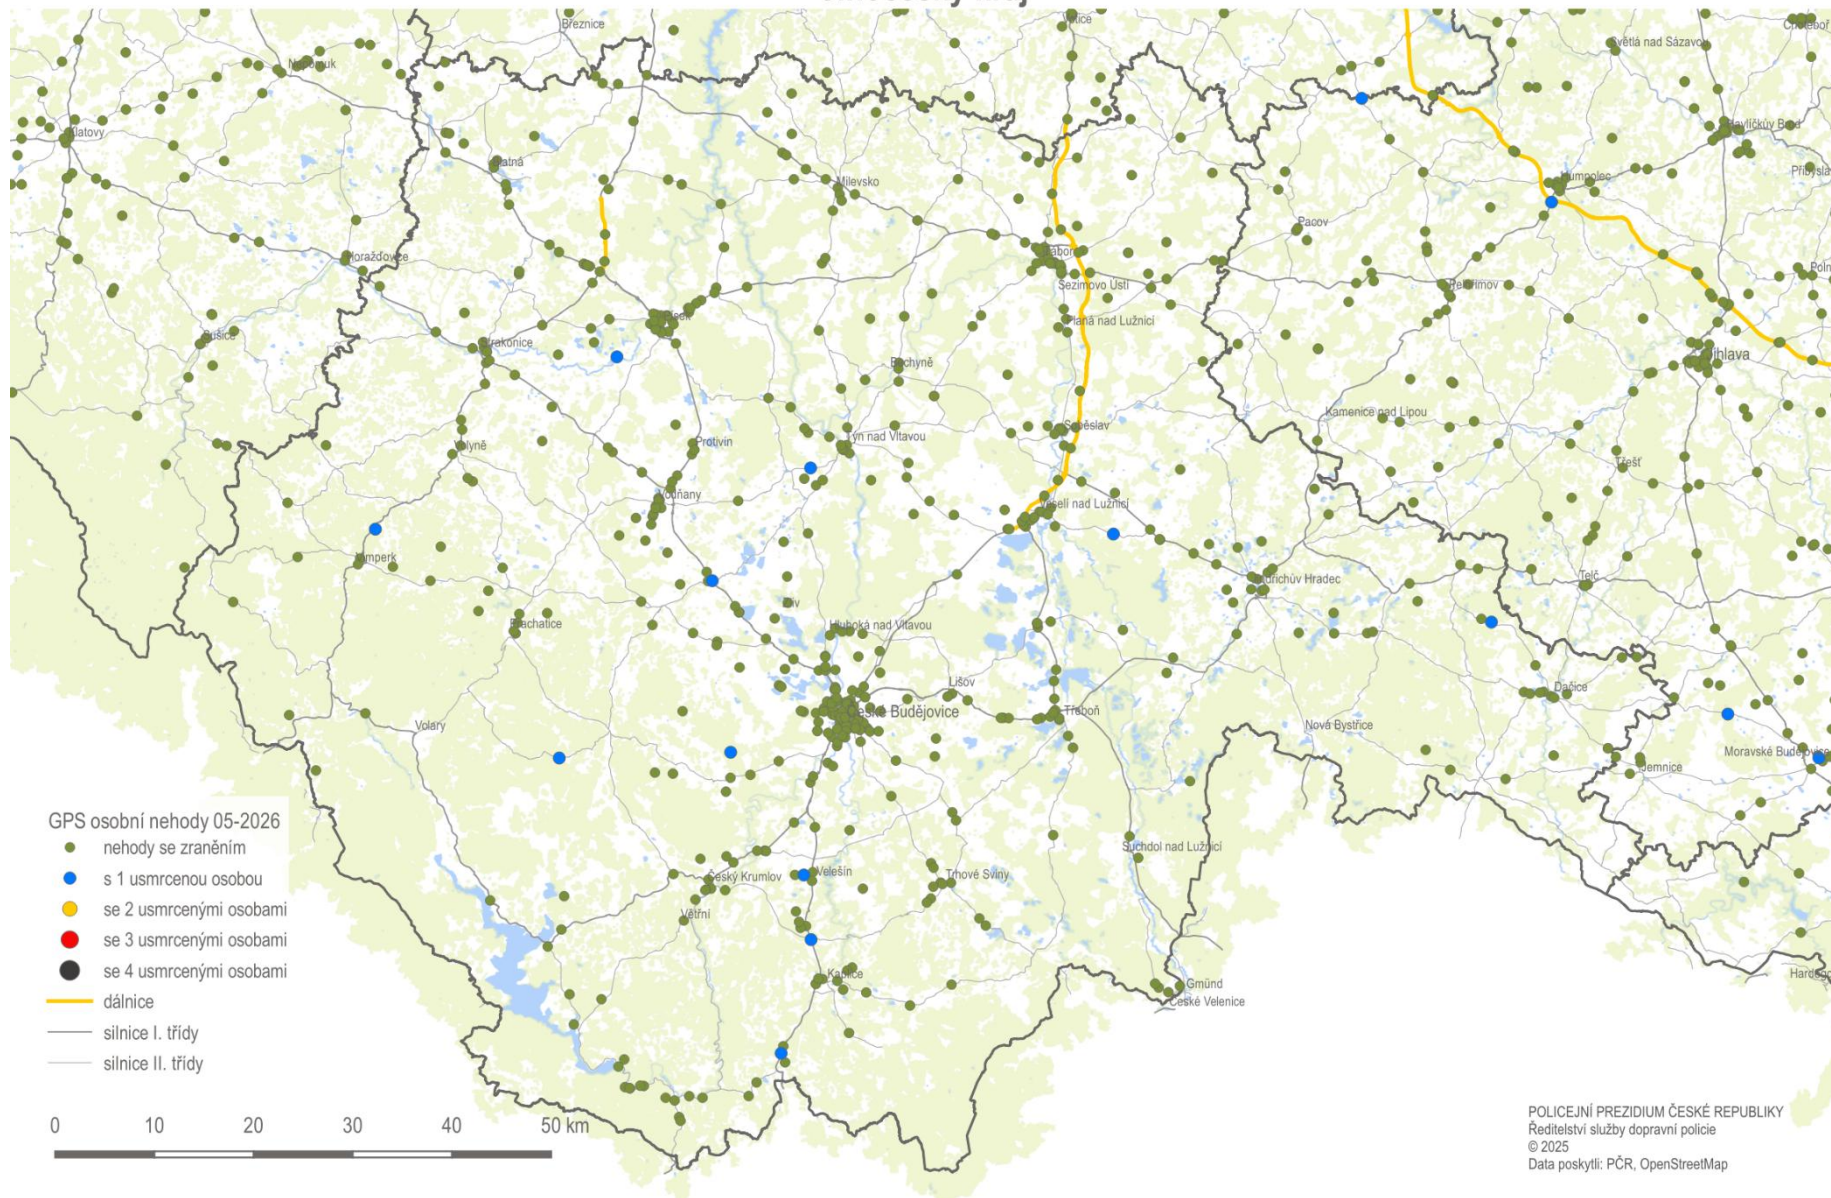 Březnice
Votice
Světlá nad Sázavou
Chotěboř
Nepomuk
Klatovy
Havlíčkův Brod
Blatná
Milevsko
Humpolec
Přibysla
Pacov
Tábor
Horažďovice
Sezimovo Ústí
Pelhřimov
Poln
Písek
Planá nad Lužnicí
Sušice
Strakonice
Jihlava
Bechyně
Kamenice nad Lipou
Soběslav
Týn nad Vltavou
Protivín
Volyně
Třešť
Vodňany
Veselí nad Lužnicí
Vimperk
Jindřichův Hradec
Telč
Zliv
Prachatice
Hluboká nad Vltavou
Lišov
Dačice
České Budějovice
Třeboň
Volary
Nová Bystřice
Moravské Budějovice
Jemnice
GPS osobní nehody 05-2026
nehody se zraněním
s 1 usmrcenou osobou
se 2 usmrcenými osobami
se 3 usmrcenými osobami
se 4 usmrcenými osobami
dálnice
silnice I. třídy
silnice II. třídy
Suchdol nad Lužnicí
Velešín
Trhové Sviny
Český Krumlov
Větřní
Kaplice
Gmünd
České Velenice
Hardegg
0 10 20 30 40 50 km
POLICEJNÍ PREZIDIUM ČESKÉ REPUBLIKY
Ředitelství služby dopravní policie
© 2025
Data poskytli: PČR, OpenStreetMap